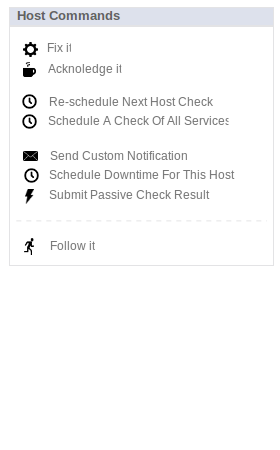 Host Commands
Fix it
Acknoledge it
Re-schedule Next Host Check
Schedule A Check Of All Services
Send Custom Notification
Schedule Downtime For This Host
Submit Passive Check Result
Follow it